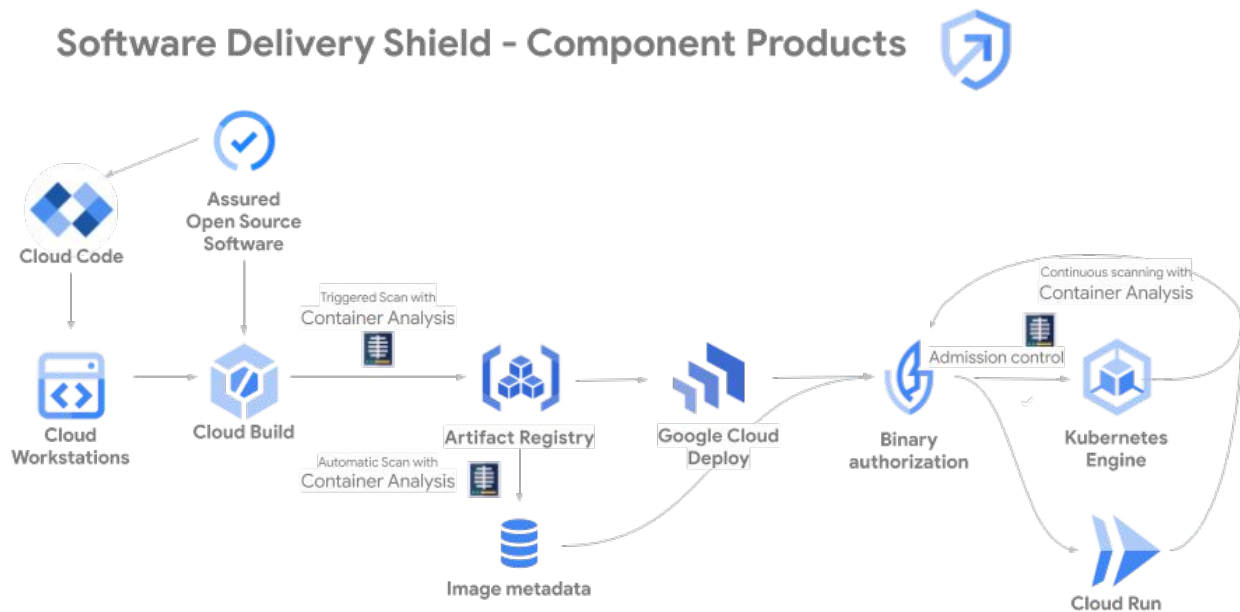 Software Delivery Shield - Component Products
Assured
Open Source
Software
Cloud Code
Triggered Scan with
Container Analysis
Continuous scanning with
Container Analysis
Admission control
Cloud
Workstations
Cloud Build
Artifact Registry
Google Cloud
Deploy
Binary
authorization
Kubernetes
Engine
Automatic Scan with
Container Analysis
Image metadata
Cloud Run